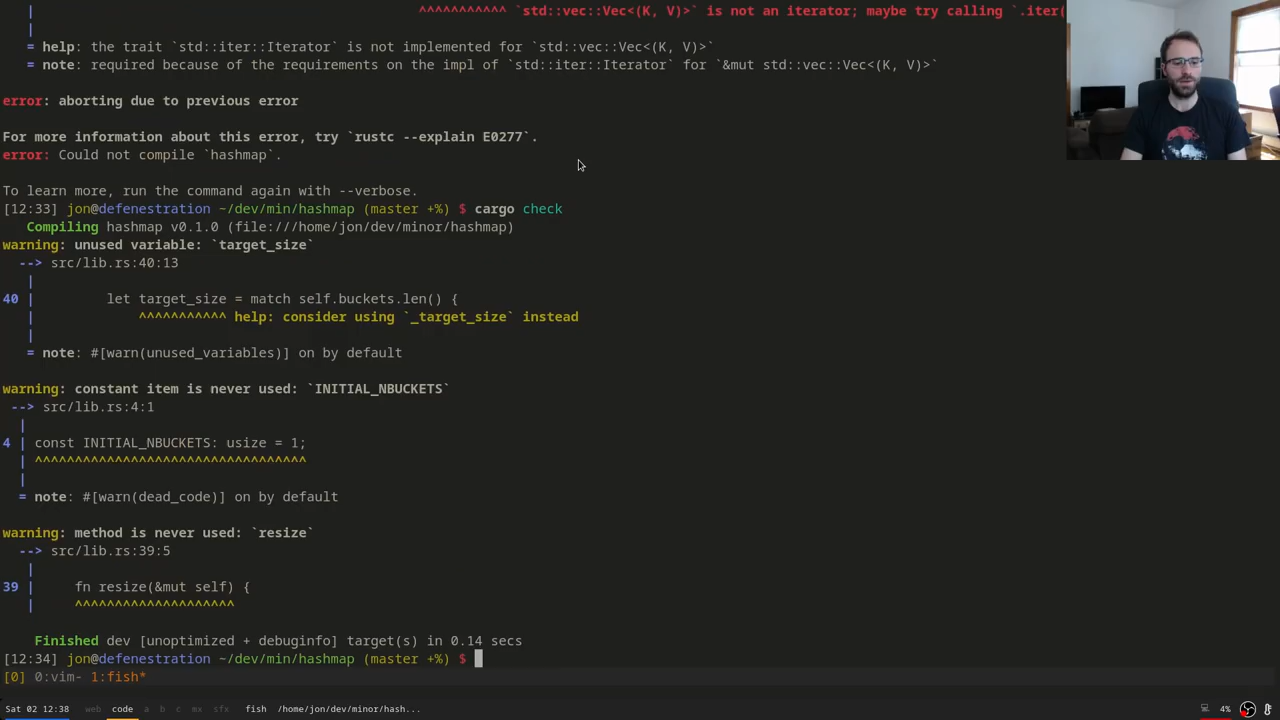 ^^^^^^^^^^^ `std::vec::Vec<(K, V)>` is not an iterator; maybe try calling `.iter(
|
|
= help: the trait `std::iter::Iterator` is not implemented for `std::vec::Vec<(K, V)>`
= note: required because of the requirements on the impl of `std::iter::Iterator` for `&mut std::vec::Vec<(K, V)>`
error: aborting due to previous error
For more information about this error, try `rustc --explain E0277`.
error: Could not compile `hashmap`.
To learn more, run the command again with --verbose.
[12:33] jon@defenestration ~/dev/min/hashmap (master +%) $ cargo check
Compiling hashmap v0.1.0 (file:///home/jon/dev/minor/hashmap)
warning: unused variable: `target_size`
--> src/lib.rs:40:13
|
40 | let target_size = match self.buckets.len() {
| ^^^^^^^^^^^ help: consider using `_target_size` instead
|
= note: #[warn(unused_variables)] on by default
warning: constant item is never used: `INITIAL_NBUCKETS`
--> src/lib.rs:4:1
|
4 | const INITIAL_NBUCKETS: usize = 1;
| ^^^^^^^^^^^^^^^^^^^^^^^^^^^^^^^^^^
|
= note: #[warn(dead_code)] on by default
warning: method is never used: `resize`
--> src/lib.rs:39:5
|
39 | fn resize(&mut self) {
| ^^^^^^^^^^^^^^^^^^^^
Finished dev [unoptimized + debuginfo] target(s) in 0.14 secs
[12:34] jon@defenestration ~/dev/min/hashmap (master +%) $
[0] 0:vim- 1:fish*
Sat 02 12:38 web code a b c mx sfx fish /home/jon/dev/minor/hash... 4%